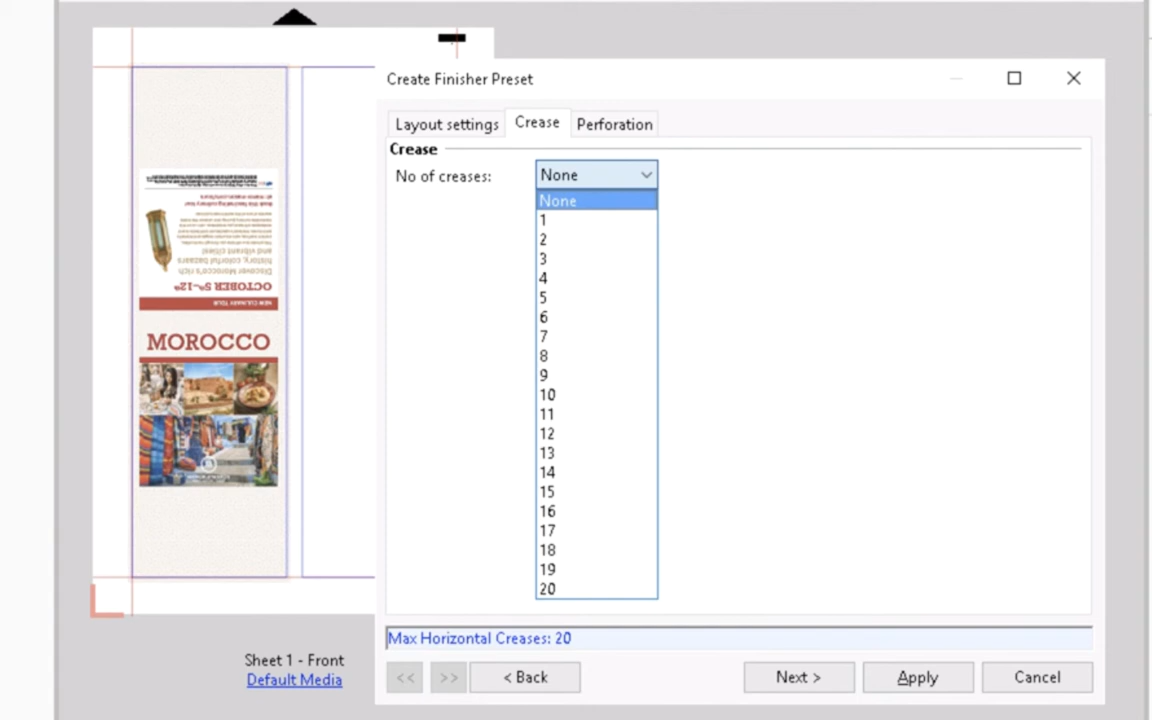 Create Finisher Preset
Layout settings
Crease
Perforation
Crease
No of creases:
None
None
1
2
3
4
5
6
7
8
9
10
11
12
13
14
15
16
17
18
19
20
NEW CULINARY TOUR
OCTOBER 5th-12th
Discover Morocco's rich
history, colorful bazaars
and vibrant cities!
MOROCCO
Max Horizontal Creases: 20
<<
>>
< Back
Next >
Apply
Cancel
Sheet 1 - Front
Default Media